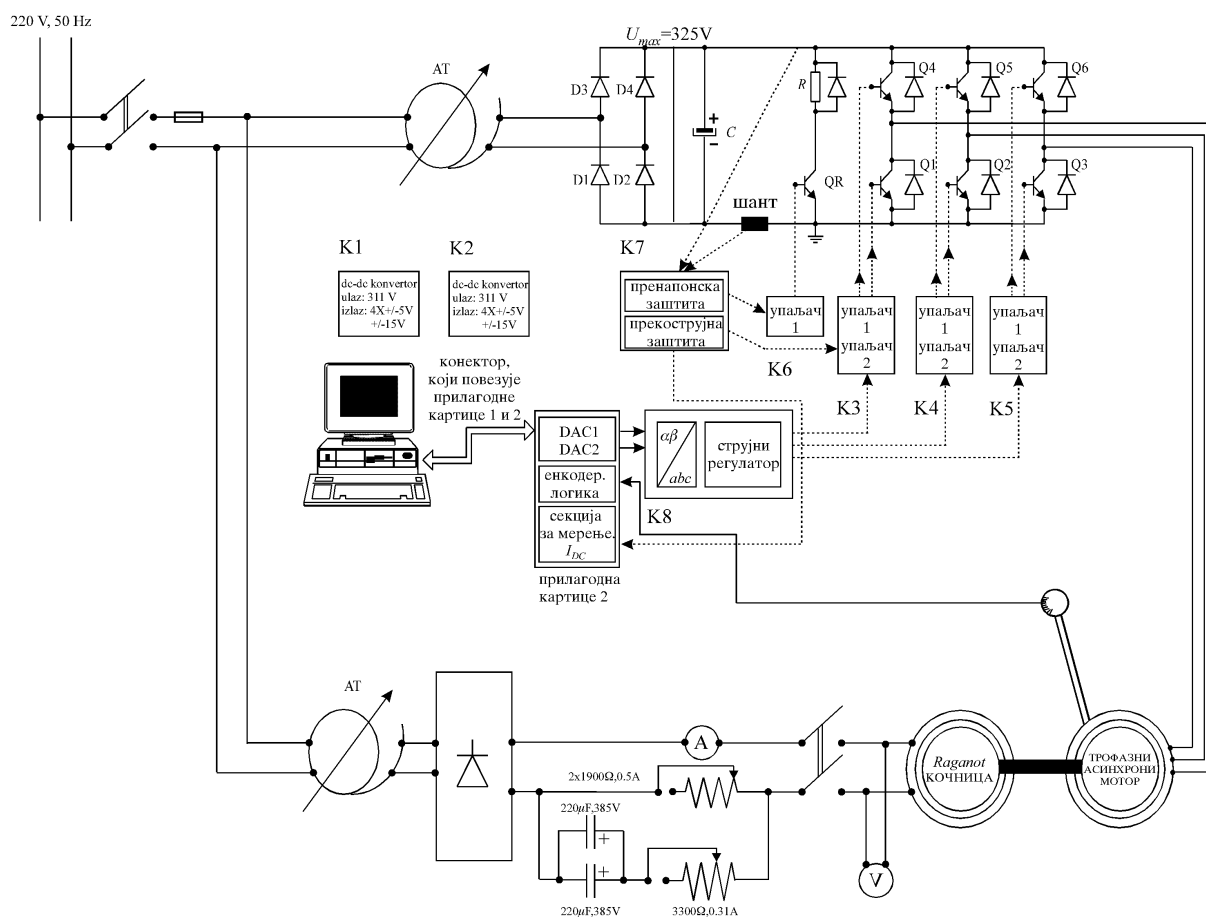 220 V, 50 Hz
Umax=325V
AT
D3
D4
R
Q4
Q5
Q6
+
C
-
D1
D2
QR
Q1
Q2
Q3
шант
K1
K2
K7
dc-dc konvertor
ulaz: 311 V
izlaz: 4X+/-5V
+/-15V
dc-dc konvertor
ulaz: 311 V
izlaz: 4X+/-5V
+/-15V
пренапонска
заштита
прекострујна
заштита
упаљач
1
упаљач
1
упаљач
2
упаљач
1
упаљач
2
упаљач
1
упаљач
2
K6
K3
K4
K5
конектор,
који повезује
прилагодне
картице 1 и 2
DAC1
DAC2
αβ
abc
струјни
регулатор
енкодер.
логика
K8
секција
за мерење.
IDC
прилагодна
картице 2
AT
A
2x1900Ω,0.5A
220μF,385V
+
+
220μF,385V
3300Ω,0.31A
V
Raganot
КОЧНИЦА
ТРОФАЗНИ
АСИНХРОНИ
МОТОР